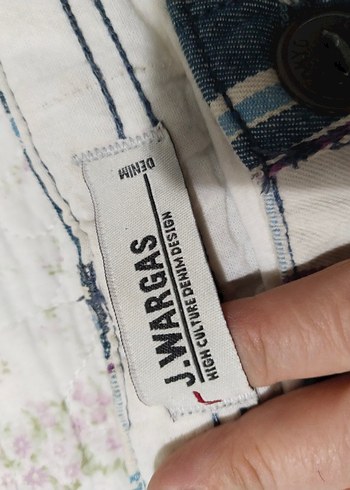 J.WARGAS
HIGH CULTURE DENIM DESIGN
DENIM